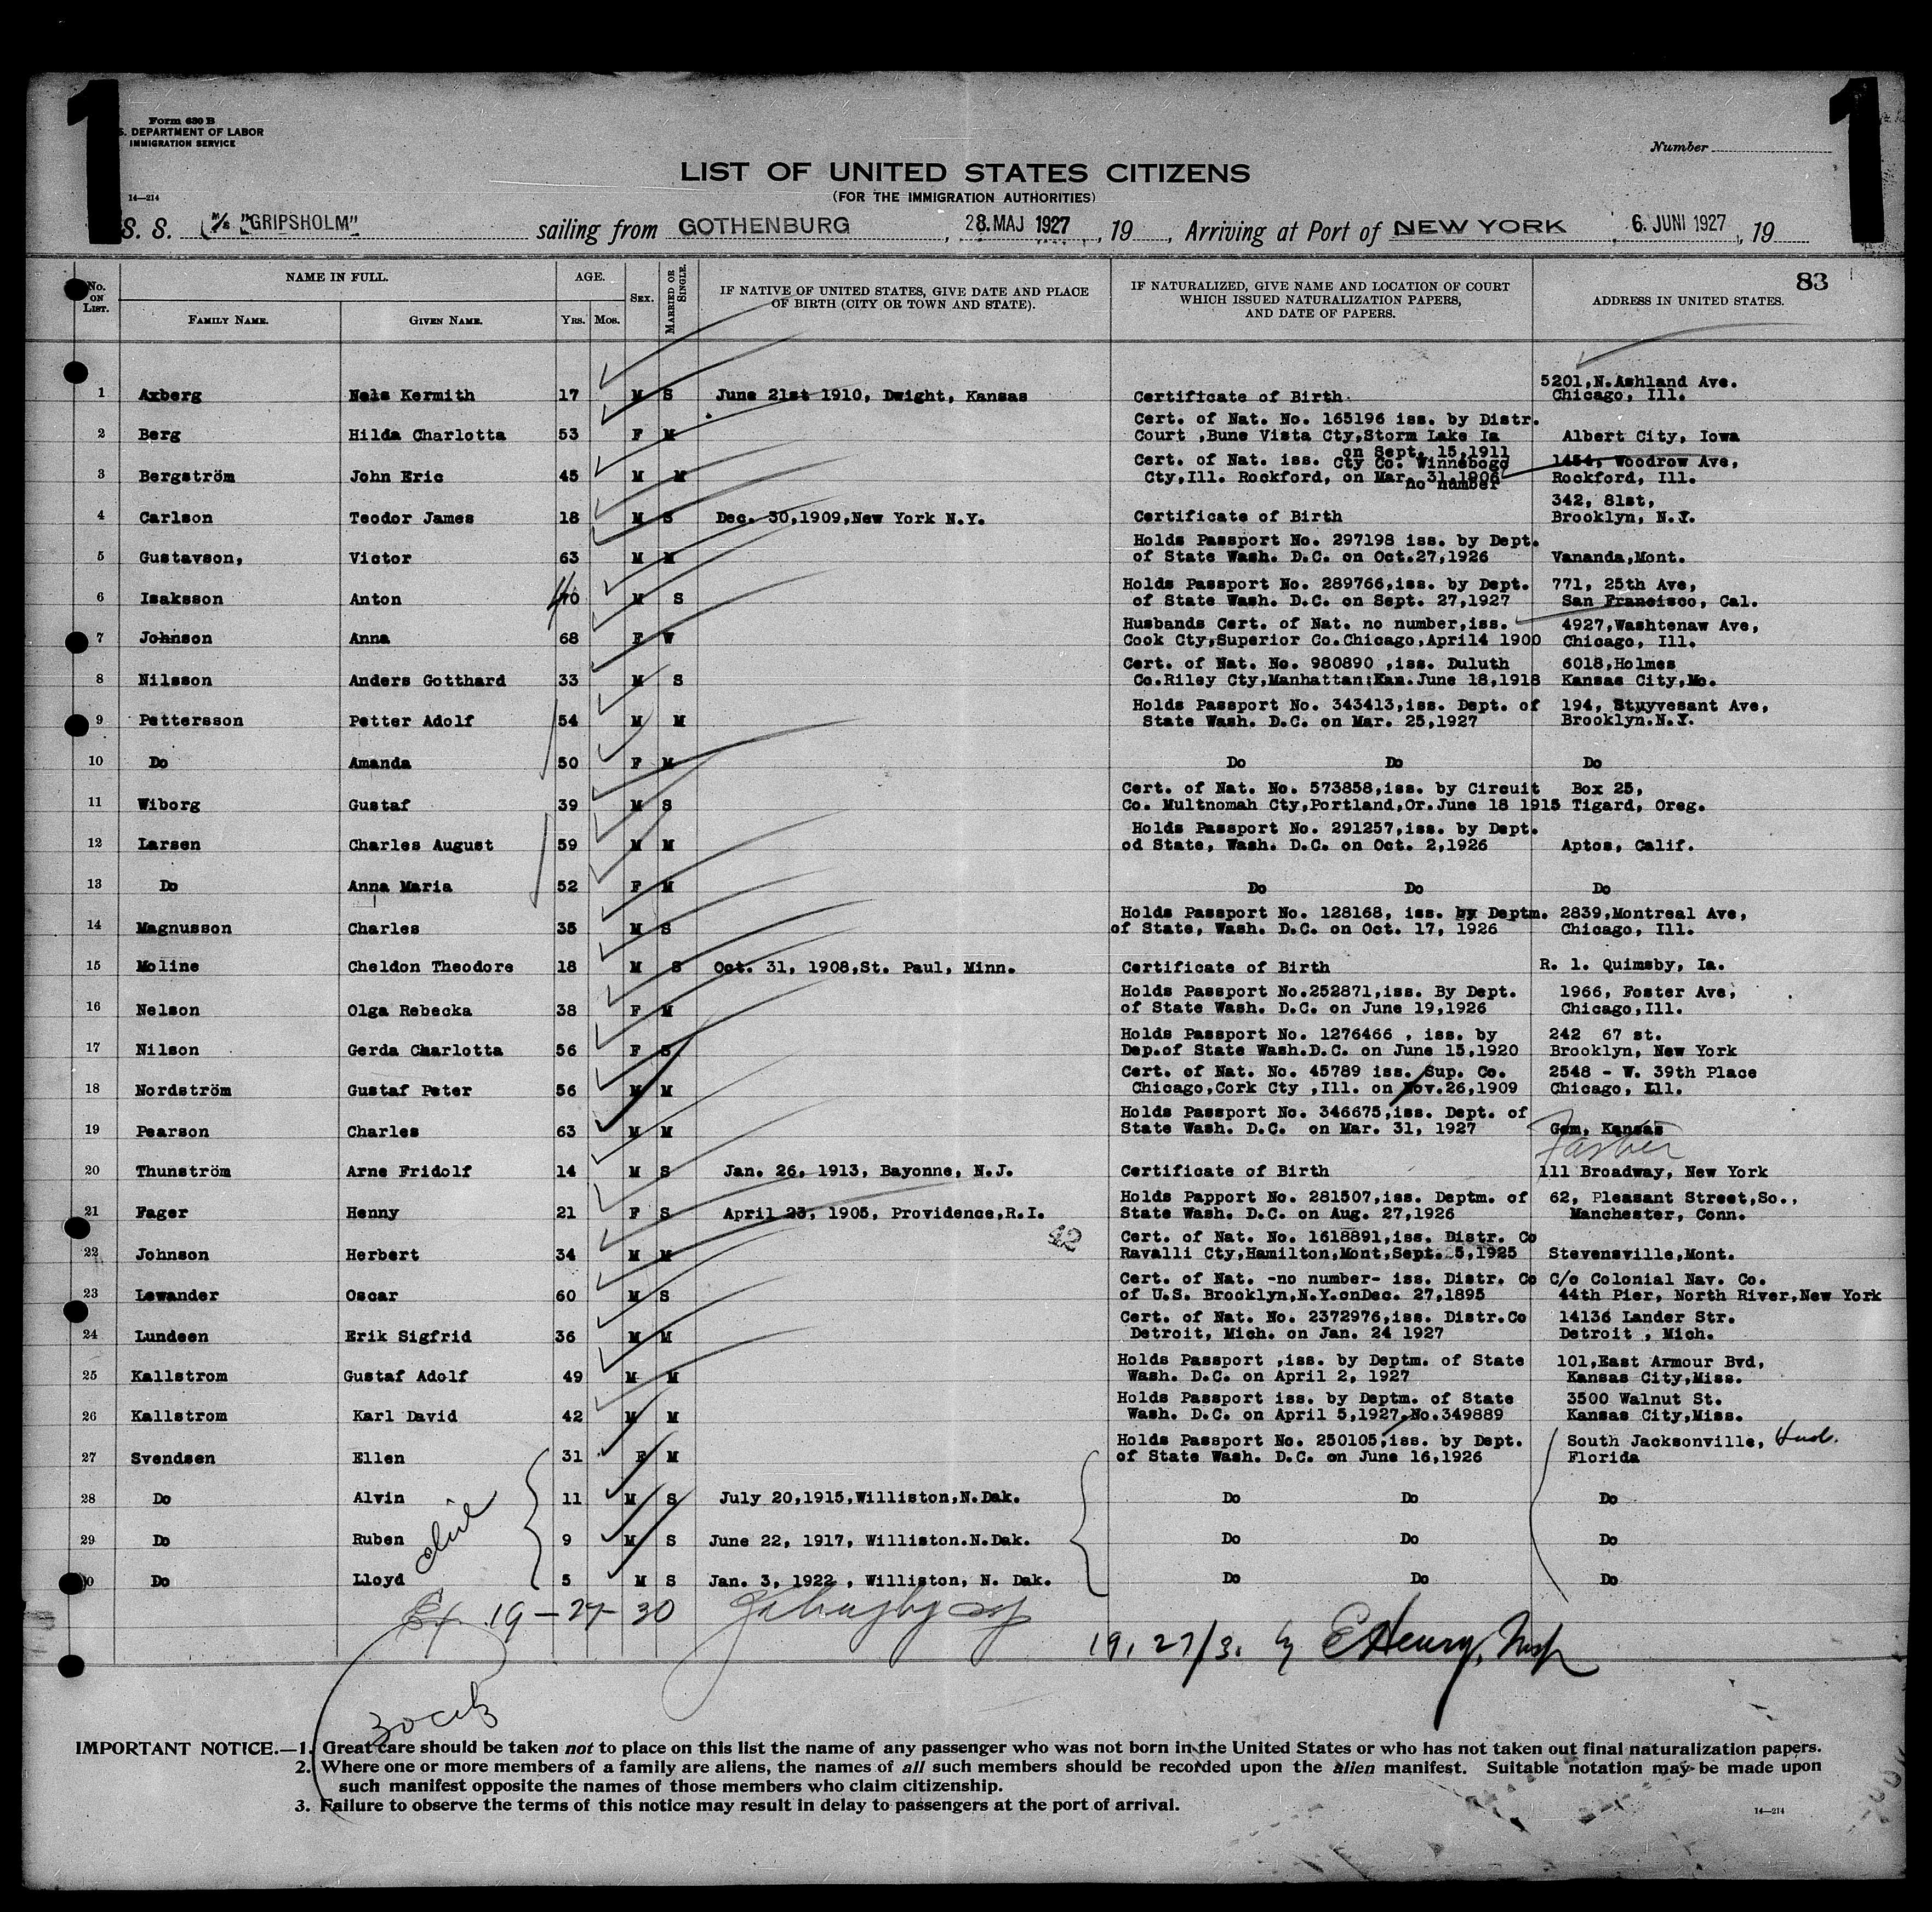 1
1
Form 630 B
S. DEPARTMENT OF LABOR
IMMIGRATION SERVICE
14—214
Number
LIST OF UNITED STATES CITIZENS
(FOR THE IMMIGRATION AUTHORITIES)
S. S. (M/S "GRIPSHOLM" sailing from GOTHENBURG, 28. MAJ 1927, 19, Arriving at Port of NEW YORK, 6. JUNI 1927, 19
83
No. ON LIST.
NAME IN FULL.
FAMILY NAME.
GIVEN NAME.
AGE.
YRS. MOS.
SEX.
MARRIED OR SINGLE.
IF NATIVE OF UNITED STATES, GIVE DATE AND PLACE
OF BIRTH (CITY OR TOWN AND STATE).
IF NATURALIZED, GIVE NAME AND LOCATION OF COURT
WHICH ISSUED NATURALIZATION PAPERS,
AND DATE OF PAPERS.
ADDRESS IN UNITED STATES.
5201,N.Ashland Ave.
1 Axberg Nels Kermith 17 M S June 21st 1910, Dwight, Kansas Certificate of Birth Chicago, Ill.
Cert. of Nat. No. 165196 iss. by Distr.
2 Berg Hilda Charlotta 53 F M Court ,Bune Vista Cty,Storm Lake Ia Albert City, Iowa
on Sept. 15,1911
Cert. of Nat. iss. Cty Co. Winnebogo 1454, Woodrow Ave,
3 Bergström John Eric 45 M M Cty,Ill. Rockford, on Mar. 31,1906 Rockford, Ill.
no number
342, 81st,
4 Carlson Teodor James 18 M S Dec. 30,1909,New York N.Y. Certificate of Birth Brooklyn, N.Y.
Holds Passport No. 297198 iss. by Dept.
5 Gustavson, Victor 63 M M of State Wash. D.C. on Oct.27,1926 Vananda,Mont.
Holds Passport No. 289766,iss. by Dept. 771, 25th Ave,
6 Isaksson Anton 40 M S of State Wash. D.C. on Sept. 27,1927 San Francisco, Cal.
Husbands Cert. of Nat. no number,iss. 4927,Washtenaw Ave,
7 Johnson Anna 68 F W Cook Cty,Superior Co.Chicago,April4 1900 Chicago, Ill.
Cert. of Nat. No. 980890 ,iss. Duluth 6018,Holmes
8 Nilsson Anders Gotthard 33 M S Co.Riley Cty,Manhattan,Kan.June 18,1918 Kansas City,Mo.
Holds Passport No. 343413,iss. Dept. of 194, Stuyvesant Ave,
9 Pettersson Petter Adolf 54 M M State Wash. D.C. on Mar. 25,1927 Brooklyn.N.Y.
10 Do Amanda 50 F M Do Do Do
Cert. of Nat. No. 573858,iss. by Circuit Box 25,
11 Wiborg Gustaf 39 M S Co. Multnomah Cty,Portland,Or.June 18 1915 Tigard, Oreg.
Holds Passport No. 291257,iss. by Dept.
12 Larsen Charles August 59 M M od State, Wash. D.C. on Oct. 2,1926 Aptos, Calif.
13 Do Anna Maria 52 F M Do Do Do
Holds Passport No. 128168, iss. by Deptm. 2839,Montreal Ave,
14 Magnusson Charles 35 M S of State, Wash. D.C. on Oct. 17, 1926 Chicago, Ill.
15 Moline Cheldon Theodore 18 M S Oct. 31, 1908,St. Paul, Minn. Certificate of Birth R. 1. Quimsby, Ia.
Holds Passport No.252871,iss. By Dept. 1966, Foster Ave,
16 Nelson Olga Rebecka 38 F M of State Wash. D.C. on June 19,1926 Chicago,Ill.
Holds Passport No. 1276466 , iss. by 242 67 st.
17 Nilson Gerda Charlotta 56 F S Dep.of State Wash.D.C. on June 15,1920 Brooklyn, New York
Cert. of Nat. No. 45789 iss. Sup. Co. 2548 - W. 39th Place
18 Nordström Gustaf Peter 56 M M Chicago,Cork Cty ,Ill. on Nov.26,1909 Chicago, Ill.
Holds Passport No. 346675,iss. Dept. of
19 Pearson Charles 63 M M State Wash. D.C. on Mar. 31, 1927 Gem, Kansas
20 Thunström Arne Fridolf 14 M S Jan. 26, 1913, Bayonne, N.J. Certificate of Birth 111 Broadway, New York
Holds Papport No. 281507,iss. Deptm. of 62, Pleasant Street,So.,
21 Fager Henny 21 F S April 23, 1905, Providence,R.I. State Wash. D.C. on Aug. 27,1926 Manchester, Conn.
42 Cert. of Nat. No. 1618891,iss. Distr. Co
22 Johnson Herbert 34 M M Ravalli Cty,Hamilton,Mont,Sept. 5,1925 Stevensville,Mont.
Cert. of Nat. -no number- iss. Distr. Co C/o Colonial Nav. Co.
23 Lewander Oscar 60 M S of U.S. Brooklyn,N.Y.onDec. 27,1895 44th Pier, North River,New York
Cert. of Nat. No. 2372976,iss. Distr.Co 14136 Lander Str.
24 Lundeen Erik Sigfrid 36 M M Detroit, Mich. on Jan. 24 1927 Detroit , Mich.
Holds Passport ,iss. by Deptm. of State 101,East Armour Bvd,
25 Kallstrom Gustaf Adolf 49 M M Wash. D.C. on April 2, 1927 Kansas City,Miss.
Holds Passport iss. by Deptm. of State 3500 Walnut St.
26 Kallstrom Karl David 42 M M Wash. D.C. on April 5,1927.No.349889 Kansas City,Miss.
Holds Passport No. 250105,iss. by Dept. South Jacksonville, Husb.
27 Svendsen Ellen 31 F M of State Wash. D.C. on June 16,1926 Florida
28 Do Alvin 11 M S July 20,1915,Williston,N.Dak. Do Do Do
29 Do Ruben 9 M S June 22, 1917, Williston.N.Dak. Do Do Do
30 Do Lloyd 5 M S Jan. 3, 1922 , Williston, N. Dak. Do Do Do
19 - 27 - 30
19, 27/3. by E Henry, Insp
IMPORTANT NOTICE.—1. Great care should be taken not to place on this list the name of any passenger who was not born in the United States or who has not taken out final naturalization papers.
2. Where one or more members of a family are aliens, the names of all such members should be recorded upon the alien manifest. Suitable notation may be made upon
such manifest opposite the names of those members who claim citizenship.
3. Failure to observe the terms of this notice may result in delay to passengers at the port of arrival.
14—214